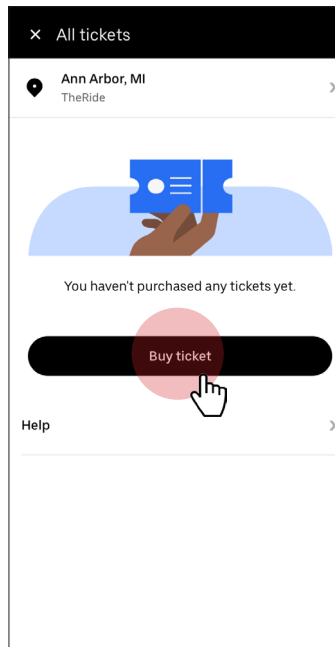 All tickets
Ann Arbor, MI
TheRide
You haven't purchased any tickets yet.
Buy ticket
Help